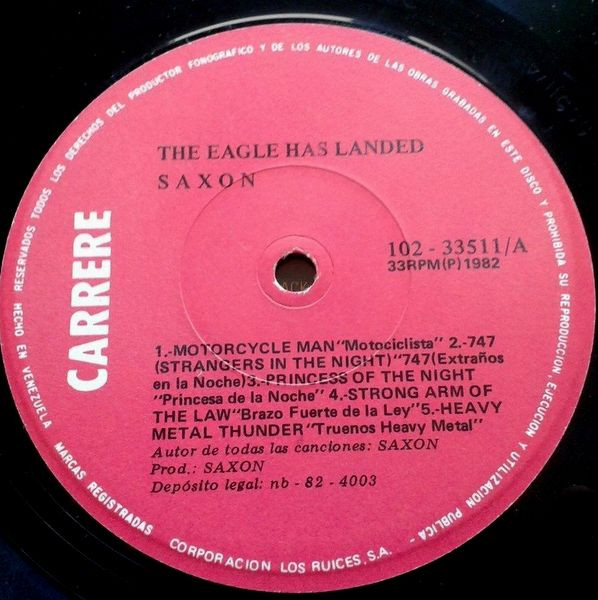 RESERVADOS TODOS LOS DERECHOS DEL PRODUCTOR FONOGRAFICO Y DE LOS AUTORES DE LAS OBRAS GRABADAS EN ESTE DISCO Y PROHIBIDA SU REPRODUCCION, EJECUCION Y UTILIZACION PUBLICA -
THE EAGLE HAS LANDED
SAXON
CARRERE
102 - 33511/A
33RPM(P)1982
1.-MOTORCYCLE MAN"Motociclista" 2.-747
(STRANGERS IN THE NIGHT)"747(Extraños
en la Noche)3.-PRINCESS OF THE NIGHT
"Princesa de la Noche" 4.-STRONG ARM OF
THE LAW"Brazo Fuerte de la Ley"5.-HEAVY
METAL THUNDER"Truenos Heavy Metal"
Autor de todas las canciones: SAXON
Prod.: SAXON
Depósito legal: nb - 82 - 4003
HECHO EN VENEZUELA
MARCAS REGISTRADAS
CORPORACION LOS RUICES, S.A.